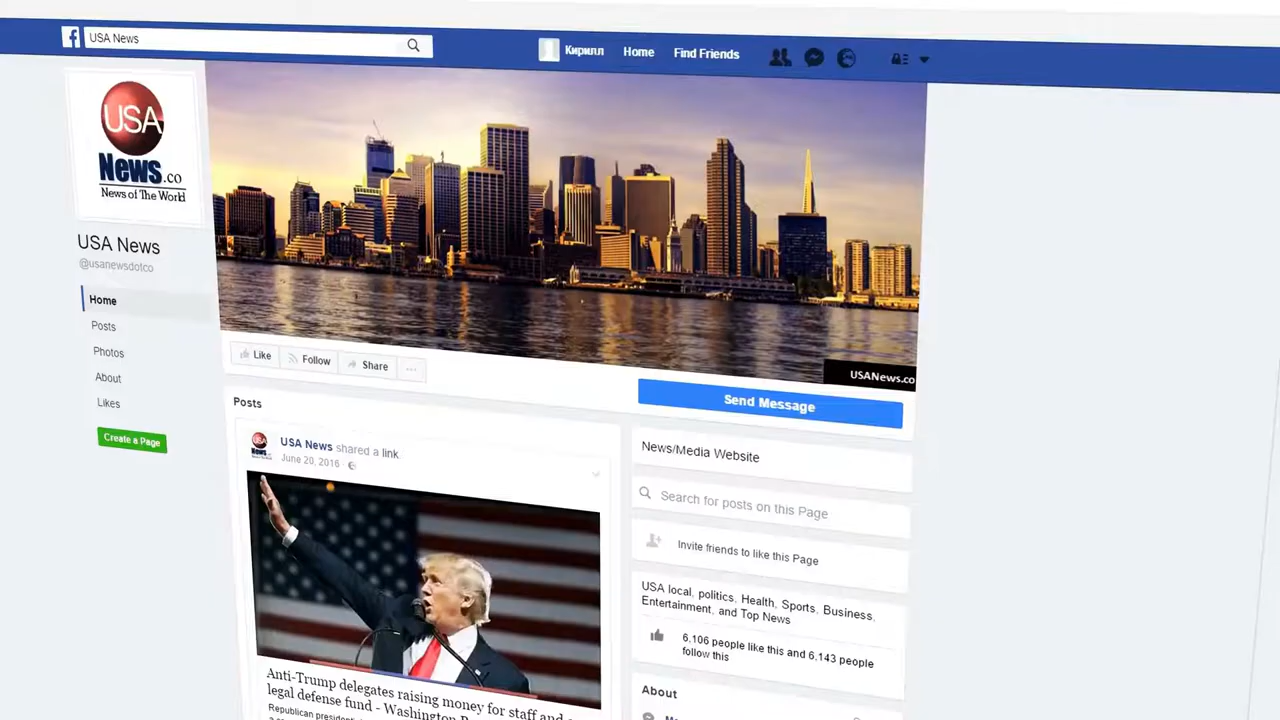 USA News
Кирилл
Home
Find Friends
USA
News.co
News of The World
USA News
@usanewsdotco
Home
Posts
Photos
About
Likes
Create a Page
USANews.co
Like
Follow
Share
...
Send Message
Posts
USA News shared a link
June 20, 2016
Anti-Trump delegates raising money for staff and
legal defense fund - Washington
News/Media Website
Search for posts on this Page
Invite friends to like this Page
USA local, politics, Health, Sports, Business,
Entertainment, and Top News
6,106 people like this and 6,143 people
follow this
About